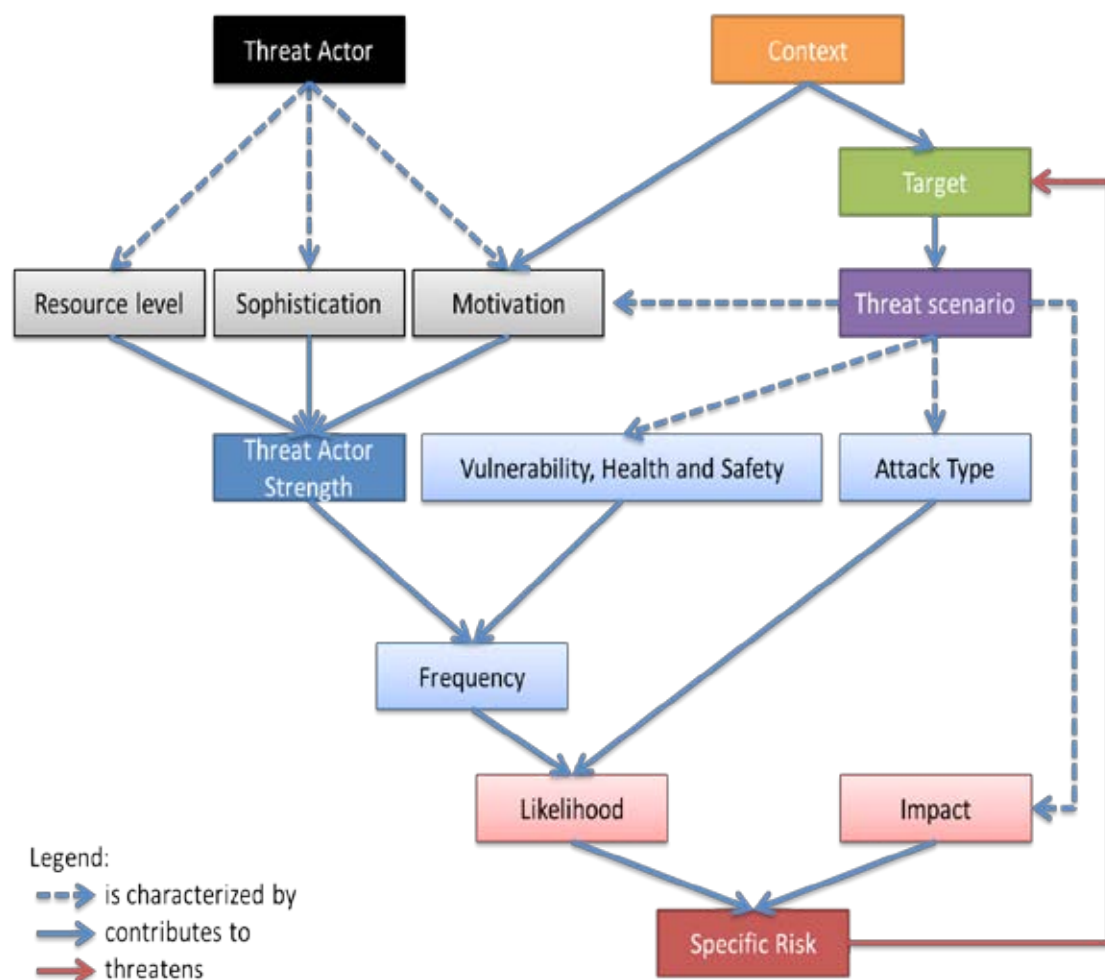 Threat Actor
Context
Target
Resource level
Sophistication
Motivation
Threat scenario
Threat Actor
Strength
Vulnerability, Health and Safety
Attack Type
Frequency
Likelihood
Impact
Legend:
is characterized by
contributes to
threatens
Specific Risk